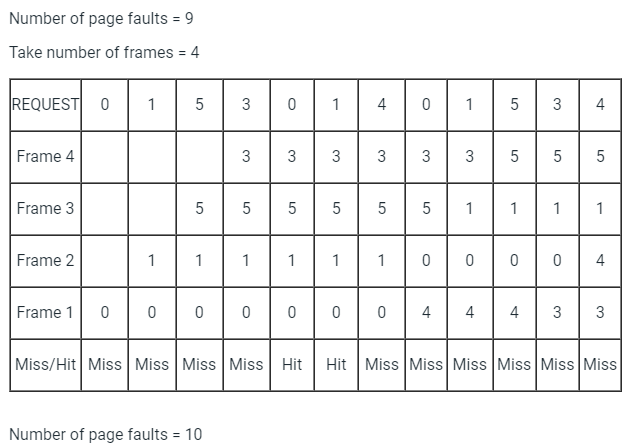 Number of page faults = 9
Take number of frames = 4
REQUEST 0 1 5 3 0 1 4 0 1 5 3 4
Frame 4 3 3 3 3 3 3 5 5 5
Frame 3 5 5 5 5 5 5 1 1 1 1
Frame 2 1 1 1 1 1 1 0 0 0 0 4
Frame 1 0 0 0 0 0 0 0 4 4 4 3 3
Miss/Hit Miss Miss Miss Miss Hit Hit Miss Miss Miss Miss Miss Miss
Number of page faults = 10